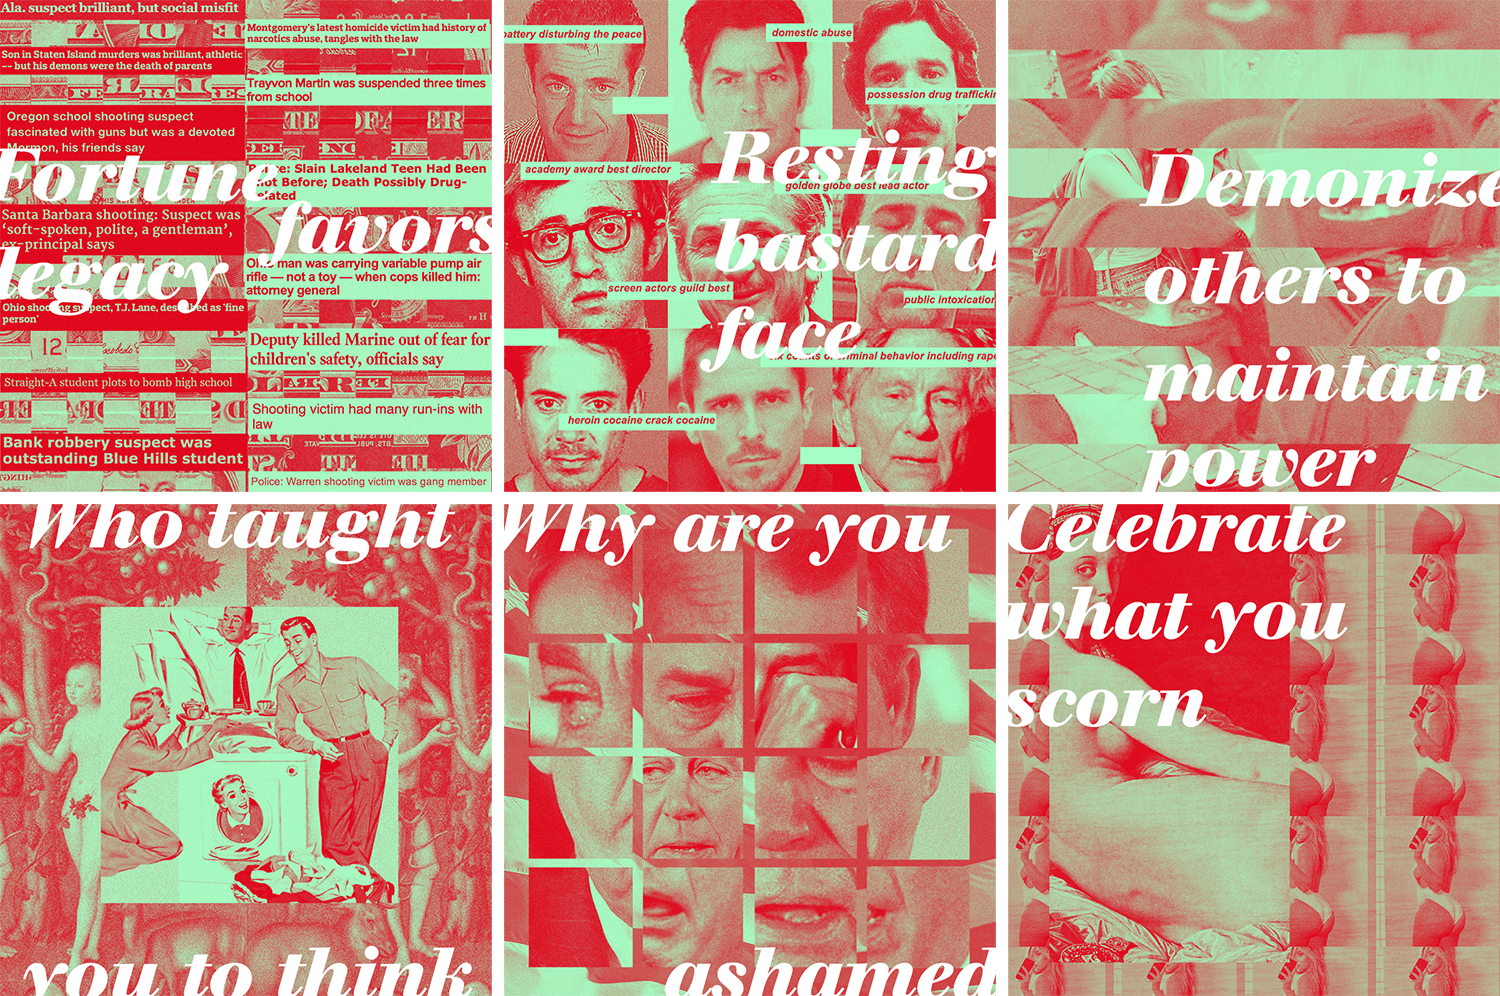 Ala. suspect brilliant, but social misfit
Son in Staten Island murders was brilliant, athletic
-- but his demons were the death of parents
Oregon school shooting suspect
fascinated with guns but was a devoted
Mormon, his friends say
Santa Barbara shooting: Suspect was
'soft-spoken, polite, a gentleman',
ex-principal says
Ohio shooting suspect, T.J. Lane, described as 'fine
person'
12
Straight-A student plots to bomb high school
Bank robbery suspect was
outstanding Blue Hills student
Montgomery's latest homicide victim had history of
narcotics abuse, tangles with the law
Trayvon Martin was suspended three times
from school
Slain Lakeland Teen Had Been
Not Before; Death Possibly Drug-
Ohio man was carrying variable pump air
rifle — not a toy — when cops killed him:
attorney general
Deputy killed Marine out of fear for
children's safety, officials say
Shooting victim had many run-ins with
law
Police: Warren shooting victim was gang member
Fortune
favors
legacy
battery disturbing the peace
domestic abuse
possession drug trafficking
academy award best director
golden globe best lead actor
screen actors guild best
public intoxication
six counts of criminal behavior including rape
heroin cocaine crack cocaine
Resting
bastard
face
Demonize
others to
maintain
power
Who taught
you to think
Why are you
ashamed
Celebrate
what you
scorn